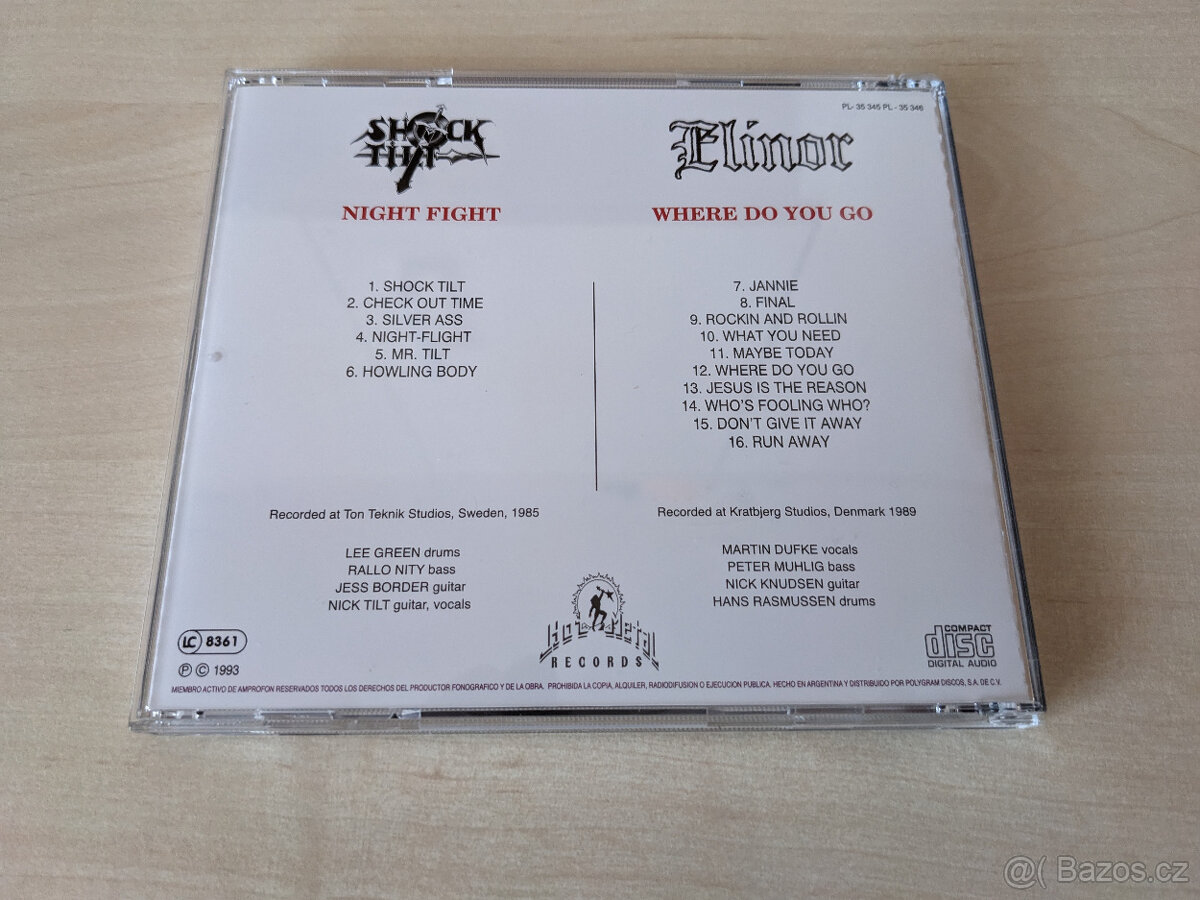 PL- 35 345 PL - 35 346
SHOCK
TILT
NIGHT FIGHT
1. SHOCK TILT
2. CHECK OUT TIME
3. SILVER ASS
4. NIGHT-FLIGHT
5. MR. TILT
6. HOWLING BODY
Recorded at Ton Teknik Studios, Sweden, 1985
LEE GREEN drums
RALLO NITY bass
JESS BORDER guitar
NICK TILT guitar, vocals
Elinor
WHERE DO YOU GO
7. JANNIE
8. FINAL
9. ROCKIN AND ROLLIN
10. WHAT YOU NEED
11. MAYBE TODAY
12. WHERE DO YOU GO
13. JESUS IS THE REASON
14. WHO'S FOOLING WHO?
15. DON'T GIVE IT AWAY
16. RUN AWAY
Recorded at Kratbjerg Studios, Denmark 1989
MARTIN DUFKE vocals
PETER MUHLIG bass
NICK KNUDSEN guitar
HANS RASMUSSEN drums
LC 8361
Ⓟ © 1993
Hot Metal
RECORDS
COMPACT
disc
DIGITAL AUDIO
MIEMBRO ACTIVO DE AMPROFON RESERVADOS TODOS LOS DERECHOS DEL PRODUCTOR FONOGRAFICO Y DE LA OBRA. PROHIBIDA LA COPIA, ALQUILER, RADIODIFUSION O EJECUCION PUBLICA. HECHO EN ARGENTINA Y DISTRIBUIDO POR POLYGRAM DISCOS, S.A. DE C.V.
@( Bazos.cz